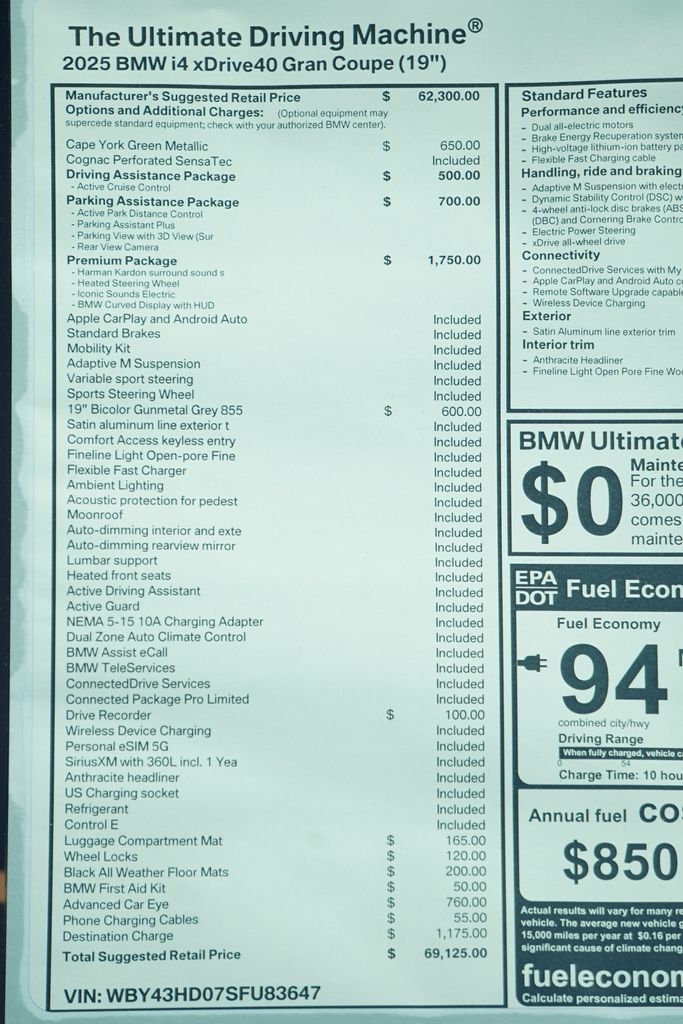 The Ultimate Driving Machine®
2025 BMW i4 xDrive40 Gran Coupe (19")
Manufacturer's Suggested Retail Price $ 62,300.00
Options and Additional Charges: (Optional equipment may
supercede standard equipment; check with your authorized BMW center).
Cape York Green Metallic $ 650.00
Cognac Perforated SensaTec Included
Driving Assistance Package $ 500.00
- Active Cruise Control
Parking Assistance Package $ 700.00
- Active Park Distance Control
- Parking Assistant Plus
- Parking View with 3D View (Sur
- Rear View Camera
Premium Package $ 1,750.00
- Harman Kardon surround sound s
- Heated Steering Wheel
- Iconic Sounds Electric
- BMW Curved Display with HUD
Apple CarPlay and Android Auto Included
Standard Brakes Included
Mobility Kit Included
Adaptive M Suspension Included
Variable sport steering Included
Sports Steering Wheel Included
19" Bicolor Gunmetal Grey 855 $ 600.00
Satin aluminum line exterior t Included
Comfort Access keyless entry Included
Fineline Light Open-pore Fine Included
Flexible Fast Charger Included
Ambient Lighting Included
Acoustic protection for pedest Included
Moonroof Included
Auto-dimming interior and exte Included
Auto-dimming rearview mirror Included
Lumbar support Included
Heated front seats Included
Active Driving Assistant Included
Active Guard Included
NEMA 5-15 10A Charging Adapter Included
Dual Zone Auto Climate Control Included
BMW Assist eCall Included
BMW TeleServices Included
ConnectedDrive Services Included
Connected Package Pro Limited Included
Drive Recorder $ 100.00
Wireless Device Charging Included
Personal eSIM 5G Included
SiriusXM with 360L incl. 1 Yea Included
Anthracite headliner Included
US Charging socket Included
Refrigerant Included
Control E Included
Luggage Compartment Mat $ 165.00
Wheel Locks $ 120.00
Black All Weather Floor Mats $ 200.00
BMW First Aid Kit $ 50.00
Advanced Car Eye $ 760.00
Phone Charging Cables $ 55.00
Destination Charge $ 1,175.00
Total Suggested Retail Price $ 69,125.00
VIN: WBY43HD07SFU83647
Standard Features
Performance and efficiency
- Dual all-electric motors
- Brake Energy Recuperation system
- High-voltage lithium-ion battery pa
- Flexible Fast Charging cable
Handling, ride and braking
- Adaptive M Suspension with electr
- Dynamic Stability Control (DSC) w
- 4-wheel anti-lock disc brakes (ABS
(DBC) and Cornering Brake Contro
- Electric Power Steering
- xDrive all-wheel drive
Connectivity
- ConnectedDrive Services with My
- Apple CarPlay and Android Auto co
- Remote Software Upgrade capable
- Wireless Device Charging
Exterior
- Satin Aluminum line exterior trim
Interior trim
- Anthracite Headliner
- Fineline Light Open Pore Fine Woo
BMW Ultimate
$0
Mainte
For the
36,000
comes
mainte
EPA
DOT
Fuel Econ
Fuel Economy
94
combined city/hwy
Driving Range
When fully charged, vehicle c
0 54
Charge Time: 10 hou
Annual fuel COS
$850
Actual results will vary for many re
vehicle. The average new vehicle g
15,000 miles per year at $0.16 per
significant cause of climate chang
fueleconom
Calculate personalized estima